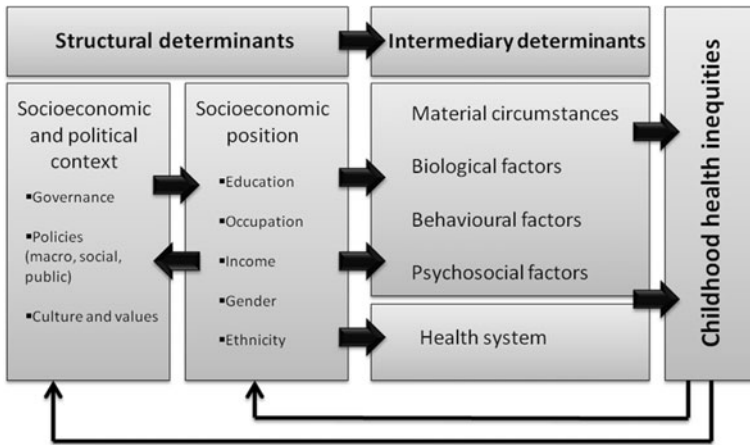 Structural determinants
Intermediary determinants
Socioeconomic
and political
context
▪Governance
▪Policies
(macro, social,
public)
▪Culture and values
Socioeconomic
position
▪Education
▪Occupation
▪Income
▪Gender
▪Ethnicity
Material circumstances
Biological factors
Behavioural factors
Psychosocial factors
Health system
Childhood health inequities